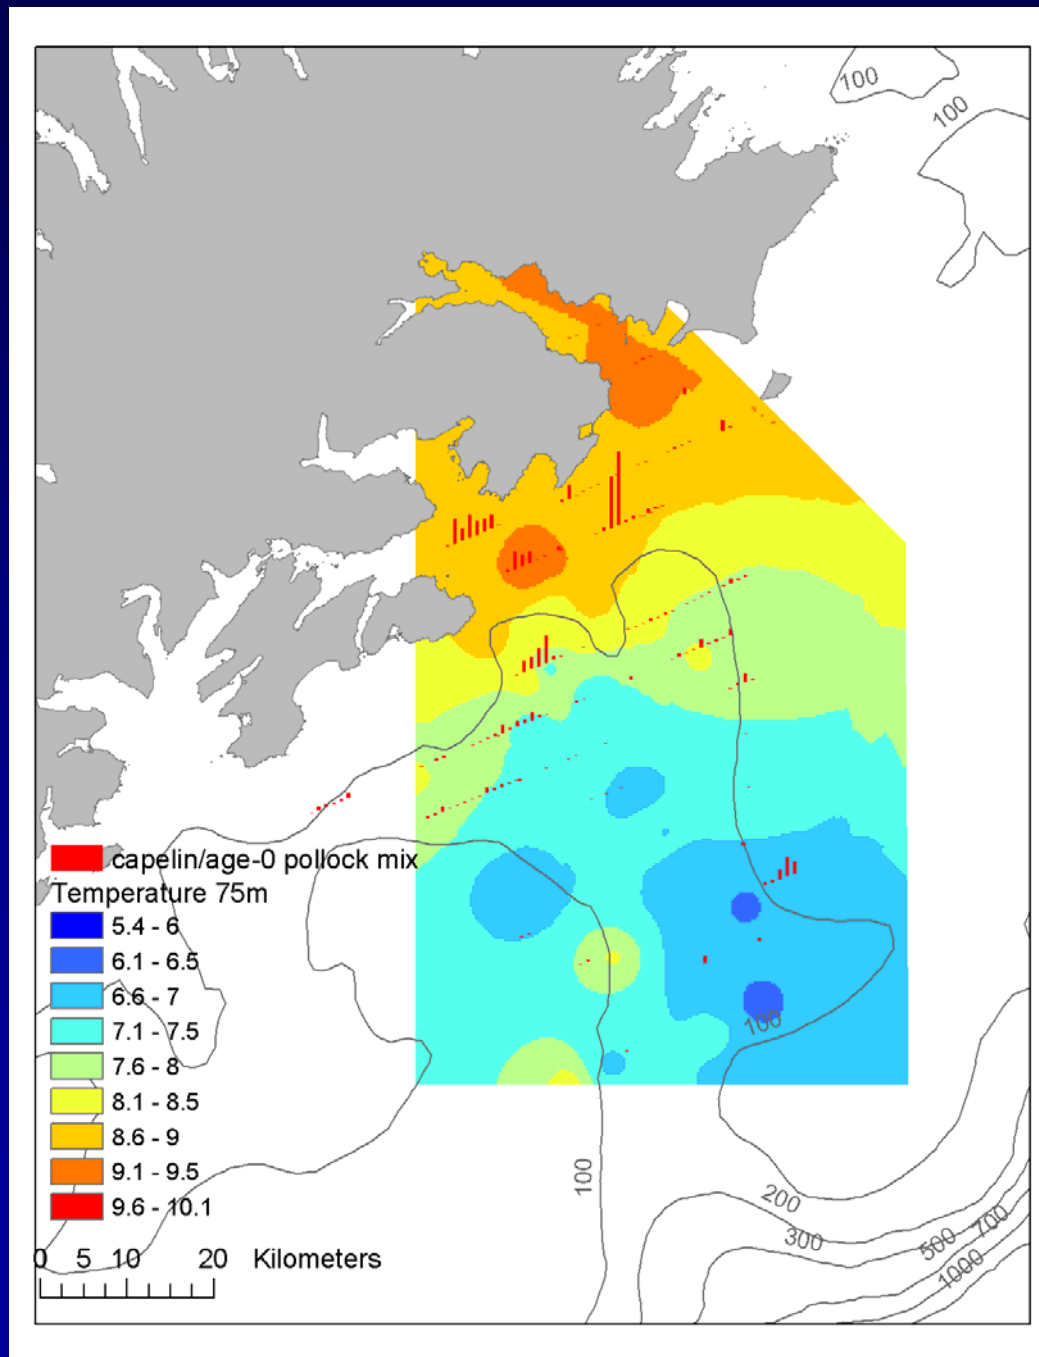 100
100
capelin/age-0 pollock mix
Temperature 75m
5.4 - 6
6.1 - 6.5
6.6 - 7
7.1 - 7.5
7.6 - 8
8.1 - 8.5
8.6 - 9
9.1 - 9.5
9.6 - 10.1
100
100
200
300
500
700
1000
0 5 10 20 Kilometers